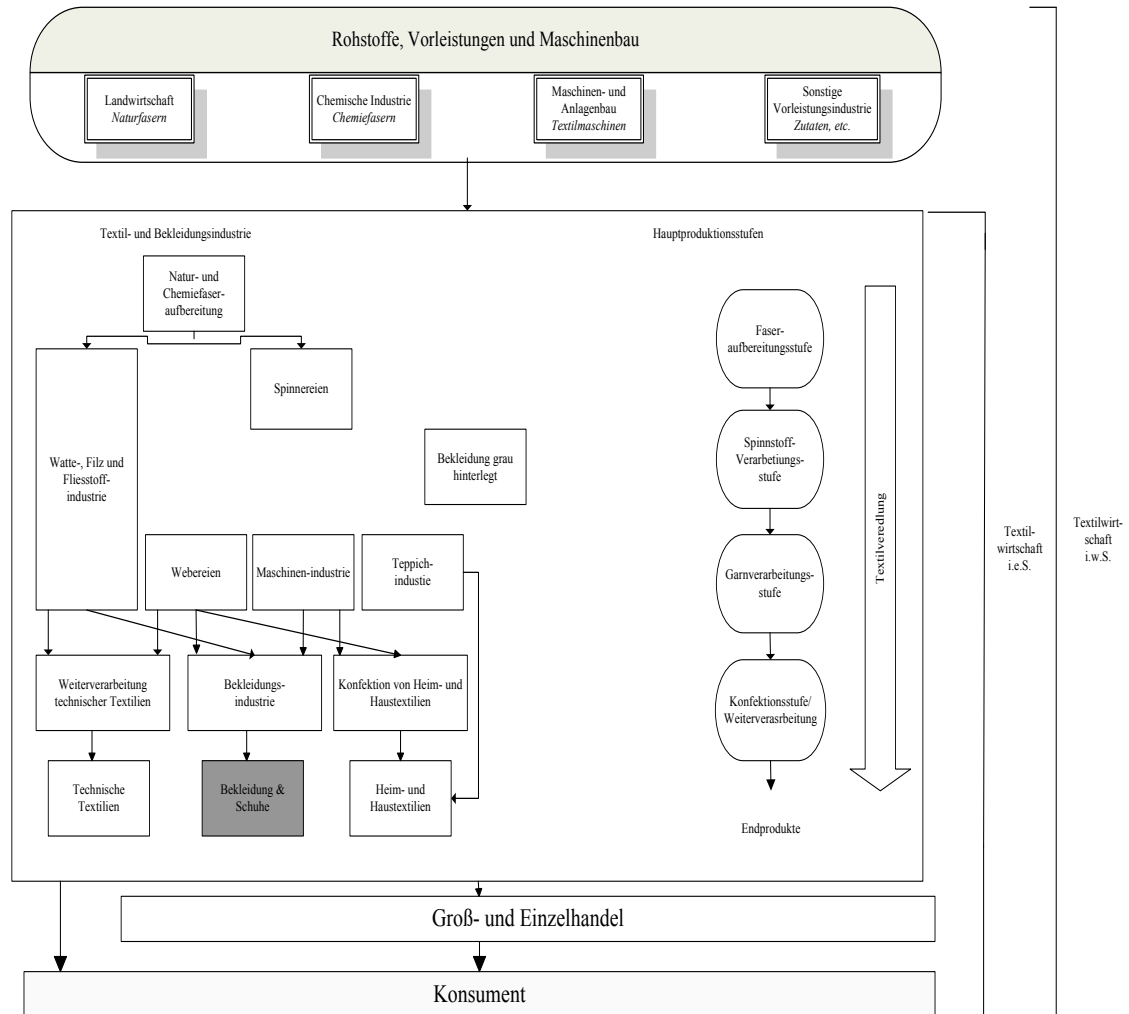 Rohstoffe, Vorleistungen und Maschinenbau
Landwirtschaft
Naturfasern
Chemische Industrie
Chemiefasern
Maschinen- und
Anlagenbau
Textilmaschinen
Sonstige
Vorleistungsindustrie
Zutaten, etc.
Textil- und Bekleidungsindustrie
Hauptproduktionsstufen
Natur- und
Chemiefaser-
aufbereitung
Spinnereien
Watte-, Filz und
Fliesstoff-
industrie
Bekleidung grau
hinterlegt
Webereien
Maschinen-industrie
Teppich-
industie
Weiterverarbeitung
technischer Textilien
Bekleidungs-
industrie
Konfektion von Heim- und
Haustextilien
Technische
Textilien
Bekleidung &
Schuhe
Heim- und
Haustextilien
Faser-
aufbereitungsstufe
Spinnstoff-
Verarbetiungs-
stufe
Garnverarbeitungs-
stufe
Konfektionsstufe/
Weiterverasrbeitung
Endprodukte
Textilveredlung
Textil-
wirtschaft
i.e.S.
Textilwirt-
schaft
i.w.S.
Groß- und Einzelhandel
Konsument